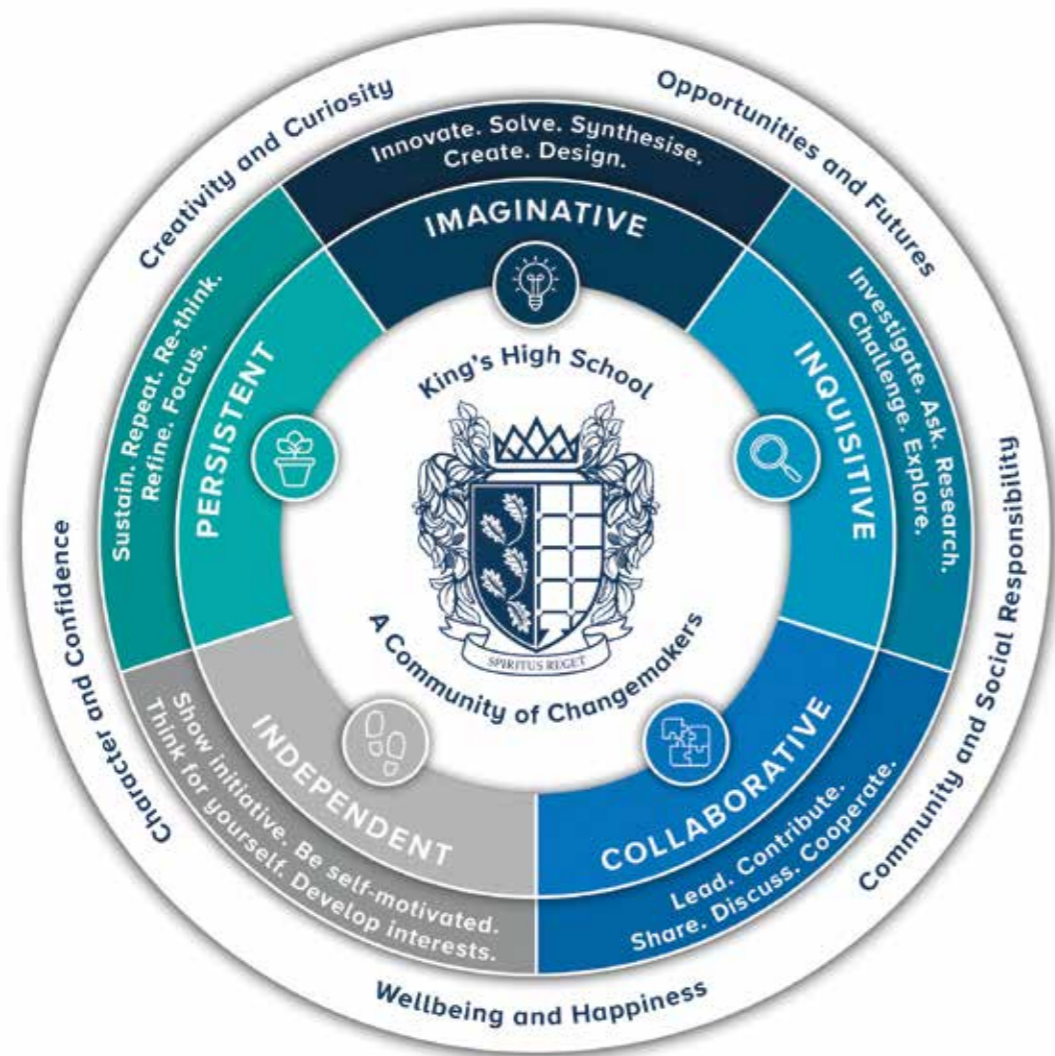 Creativity and Curiosity
Opportunities and Futures
Community and Social Responsibility
Wellbeing and Happiness
Character and Confidence
Innovate. Solve. Synthesise.
Create. Design.
IMAGINATIVE
Investigate. Ask. Research.
Challenge. Explore.
INQUISITIVE
Lead. Contribute.
Share. Discuss. Cooperate.
COLLABORATIVE
Show initiative. Be self-motivated.
Think for yourself. Develop interests.
INDEPENDENT
Sustain. Repeat. Re-think.
Refine. Focus.
PERSISTENT
King's High School
SPIRITUS REGET
A Community of Changemakers